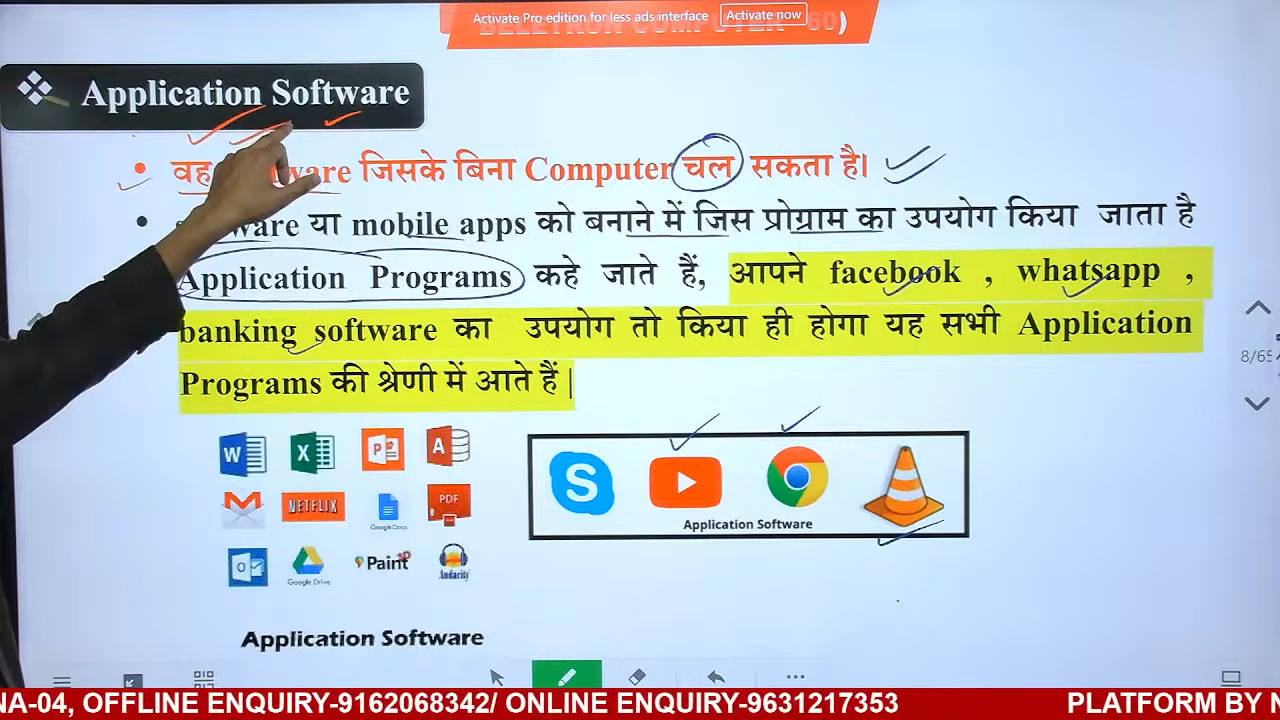 Activate Pro edition for less ads interface Activate now
Application Software
वह जिसके बिना Computer चल सकता है।
या mobile apps को बनाने में जिस प्रोग्राम का उपयोग किया जाता है
Application Programs कहे जाते हैं, आपने facebook , whatsapp ,
banking software का उपयोग तो किया ही होगा यह सभी Application
Programs की श्रेणी में आते हैं |
8/65
NETFLIX
PDF
Google Docs
Google Drive
Paint
Audacity
Application Software
Application Software
NA-04, OFFLINE ENQUIRY-9162068342/ ONLINE ENQUIRY-9631217353 PLATFORM BY N